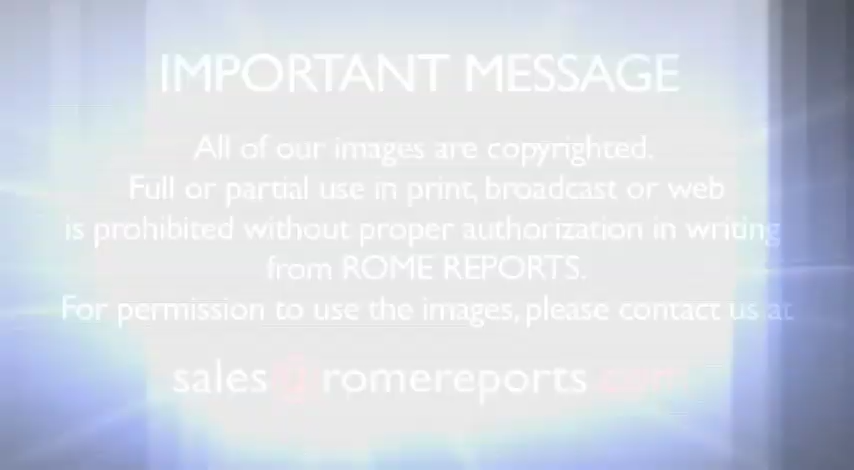 IMPORTANT MESSAGE
All of our images are copyrighted.
Full or partial use in print, broadcast or web
is prohibited without proper authorization in writing
from ROME REPORTS.
For permission to use the images, please contact us at
sales@romereports.com